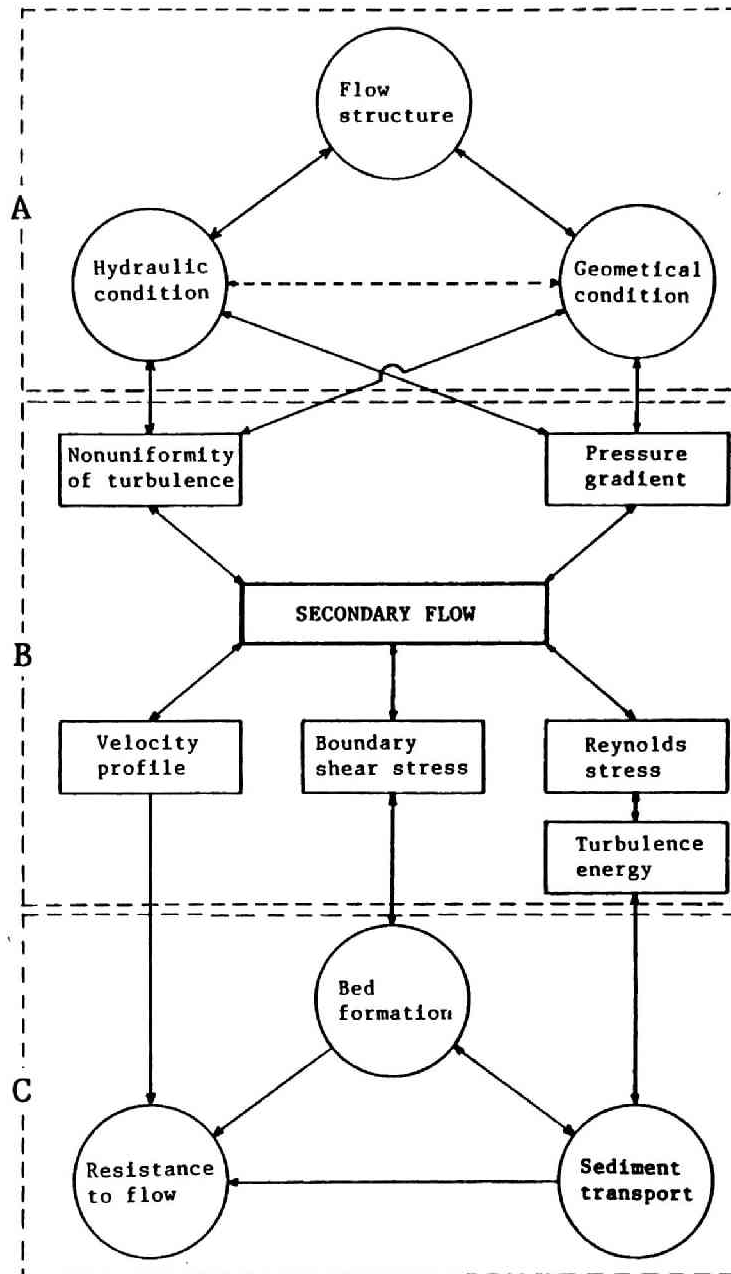 Flow
structure
A
Hydraulic
condition
Geometical
condition
Nonuniformity
of turbulence
Pressure
gradient
SECONDARY FLOW
B
Velocity
profile
Boundary
shear stress
Reynolds
stress
Turbulence
energy
Bed
formation
C
Resistance
to flow
Sediment
transport